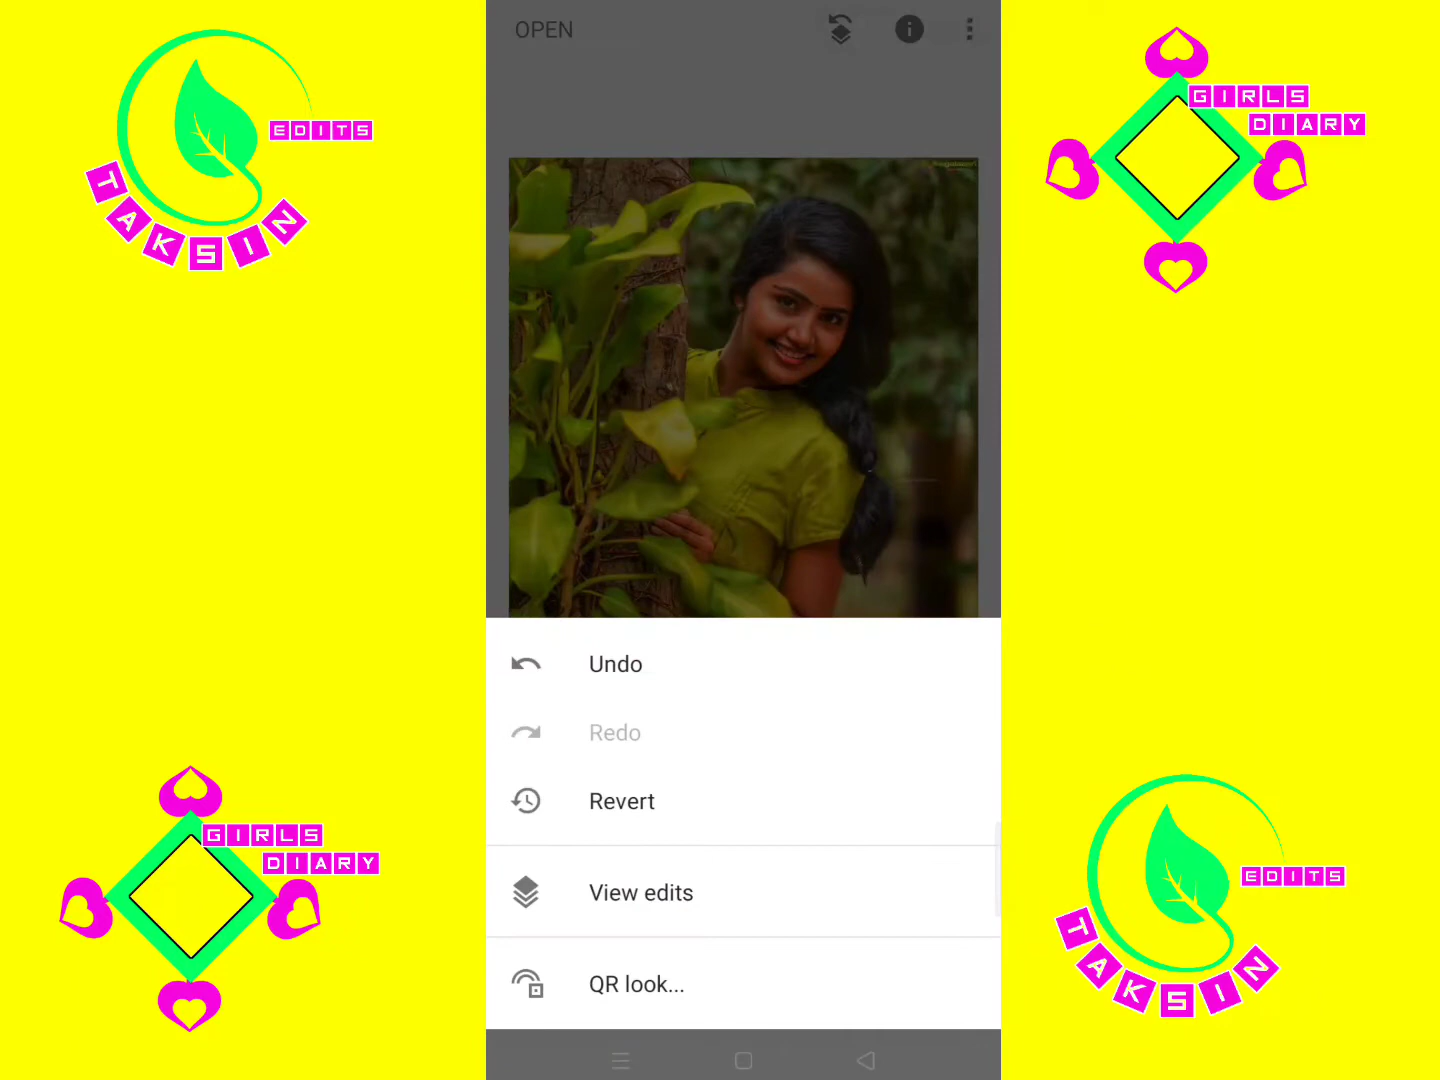 OPEN
EDITS
TAKSIN
GIRLS
DIARY
Undo
Redo
Revert
View edits
QR look...
GIRLS
DIARY
EDITS
TAKSIN